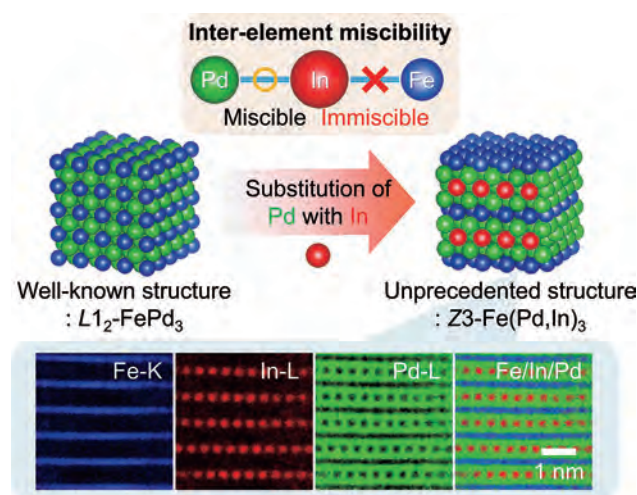 Inter-element miscibility
Pd In Fe
Miscible Immiscible
Substitution of
Pd with In
Well-known structure
: L1₂-FePd₃
Unprecedented structure
: Z3-Fe(Pd,In)₃
Fe-K In-L Pd-L Fe/In/Pd
1 nm